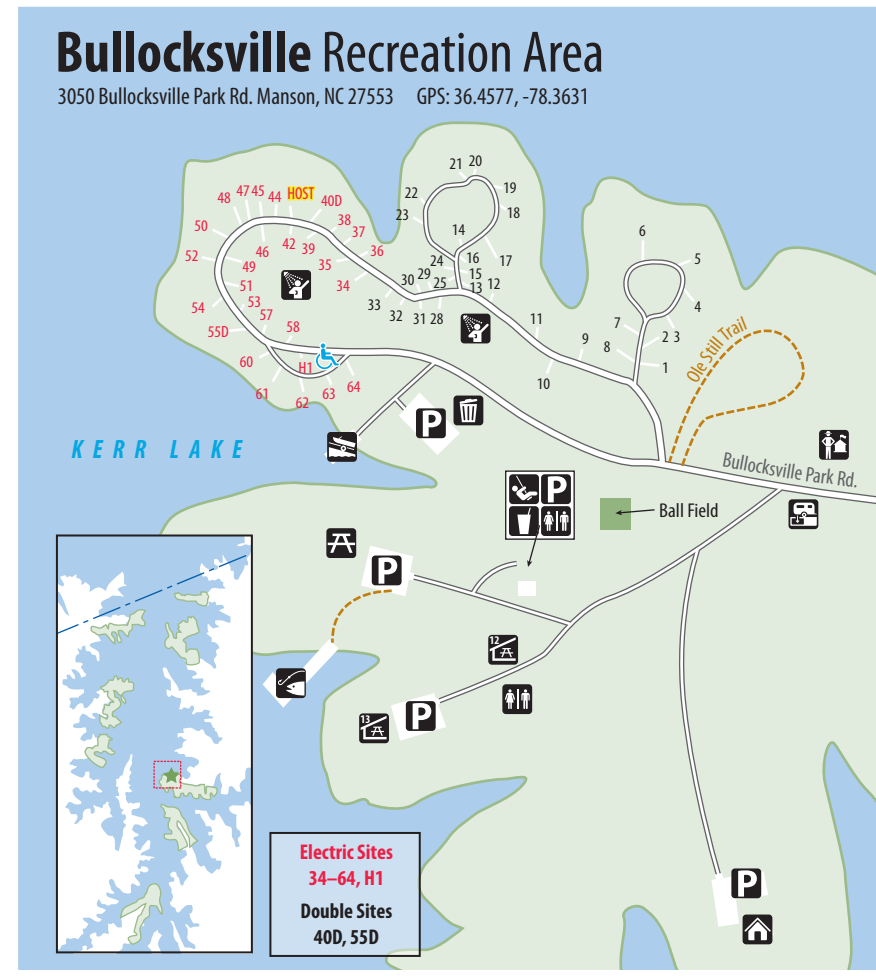 Bullocksville Recreation Area
3050 Bullocksville Park Rd. Manson, NC 27553 GPS: 36.4577, -78.3631
21 20
19
18
22
23
14
16
17
24
15
13
12
29
25
30
31
28
32
33
11
10
9
6
5
4
7
8
2 3
1
48
47
45
44
HOST
40D
38
37
36
50
52
46
42
39
35
34
49
51
53
54
57
55D
58
60
H1
61
62
63
64
Ole Still Trail
KERR LAKE
P
Bullocksville Park Rd.
P
Ball Field
P
12
13
P
P
Electric Sites
34–64, H1
Double Sites
40D, 55D